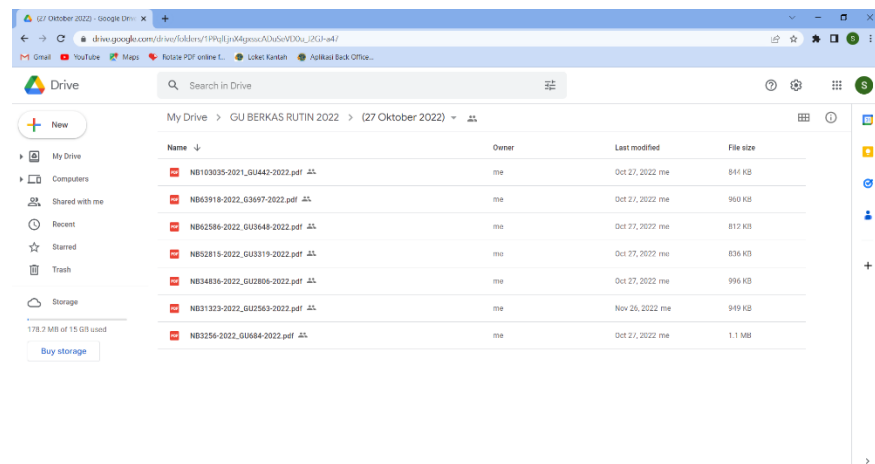 (27 Oktober 2022) - Google Drive
drive.google.com/drive/folders/
Gmail YouTube Maps Rotate PDF online f... Loket Kantah Aplikasi Back Office...
Drive
Search in Drive
S
New
My Drive > GU BERKAS RUTIN 2022 > (27 Oktober 2022)
My Drive
Computers
Shared with me
Recent
Starred
Trash
Storage
178.2 MB of 15 GB used
Buy storage
Name Owner Last modified File size
NB103035-2021_GU442-2022.pdf me Oct 27, 2022 me 844 KB
NB63918-2022_G3697-2022.pdf me Oct 27, 2022 me 960 KB
NB62586-2022_GU3648-2022.pdf me Oct 27, 2022 me 812 KB
NB52815-2022_GU3319-2022.pdf me Oct 27, 2022 me 836 KB
NB34836-2022_GU2806-2022.pdf me Oct 27, 2022 me 996 KB
NB31323-2022_GU2563-2022.pdf me Nov 26, 2022 me 949 KB
NB3256-2022_GU684-2022.pdf me Oct 27, 2022 me 1.1 MB